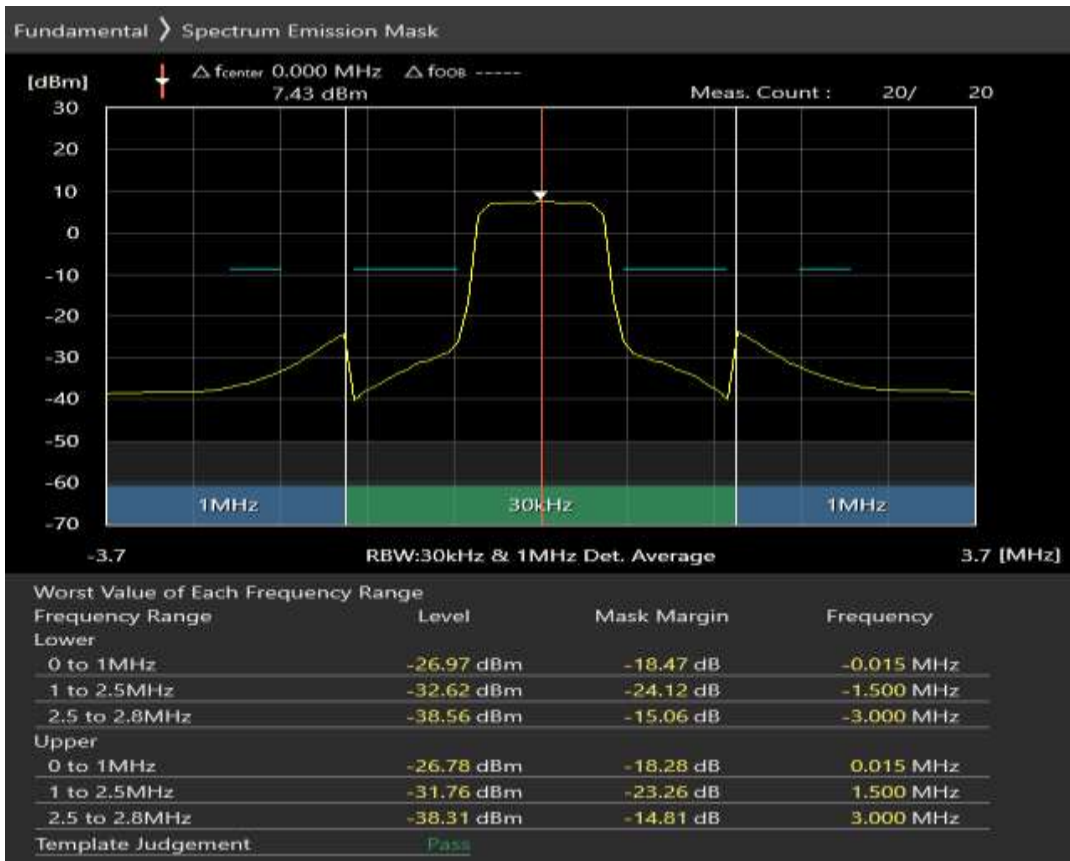 Fundamental 〉 Spectrum Emission Mask
[dBm] △ fcenter 0.000 MHz △ fOOB -----
7.43 dBm Meas. Count : 20/ 20
30
20
10
0
-10
-20
-30
-40
-50
-60
-70
1MHz 30kHz 1MHz
-3.7 RBW:30kHz & 1MHz Det. Average 3.7 [MHz]
Worst Value of Each Frequency Range
Frequency Range Level Mask Margin Frequency
Lower
0 to 1MHz -26.97 dBm -18.47 dB -0.015 MHz
1 to 2.5MHz -32.62 dBm -24.12 dB -1.500 MHz
2.5 to 2.8MHz -38.56 dBm -15.06 dB -3.000 MHz
Upper
0 to 1MHz -26.78 dBm -18.28 dB 0.015 MHz
1 to 2.5MHz -31.76 dBm -23.26 dB 1.500 MHz
2.5 to 2.8MHz -38.31 dBm -14.81 dB 3.000 MHz
Template Judgement Pass